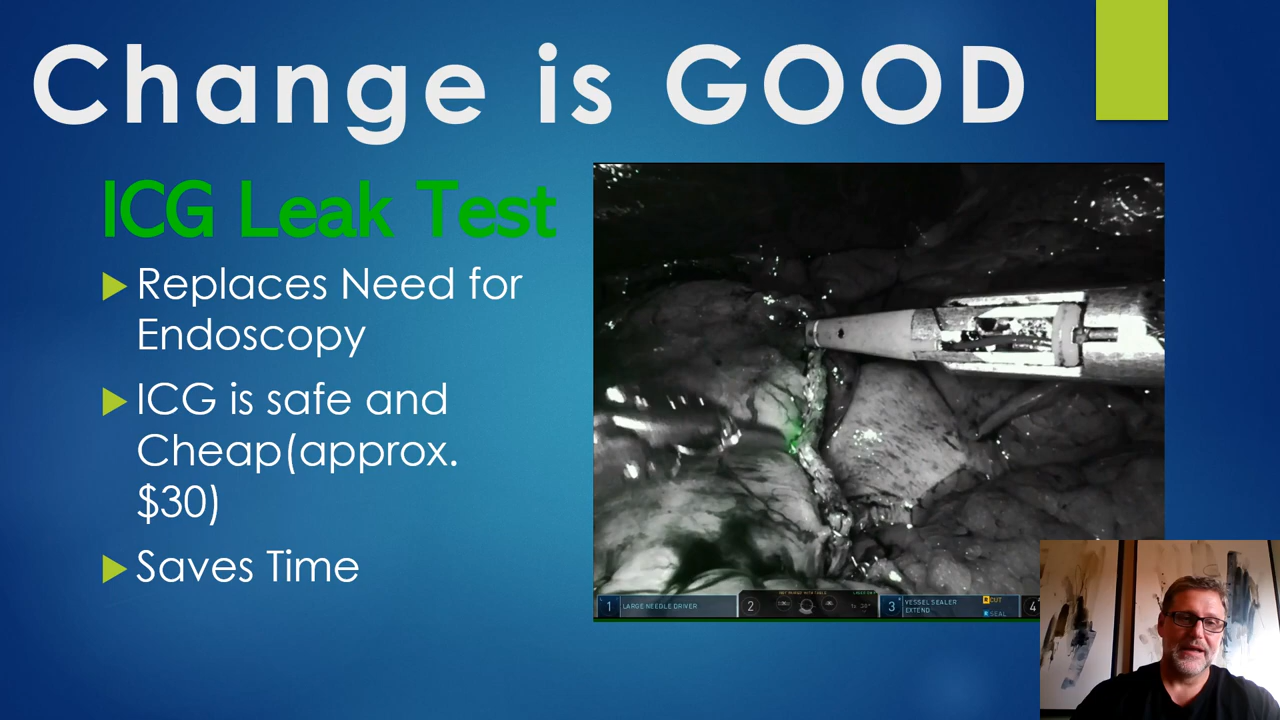 Change is GOOD
ICG Leak Test
Replaces Need for
Endoscopy
ICG is safe and
Cheap(approx.
$30)
Saves Time
1 LARGE NEEDLE DRIVER
2
3 VESSEL SEALER
EXTEND
CUT
SEAL
4